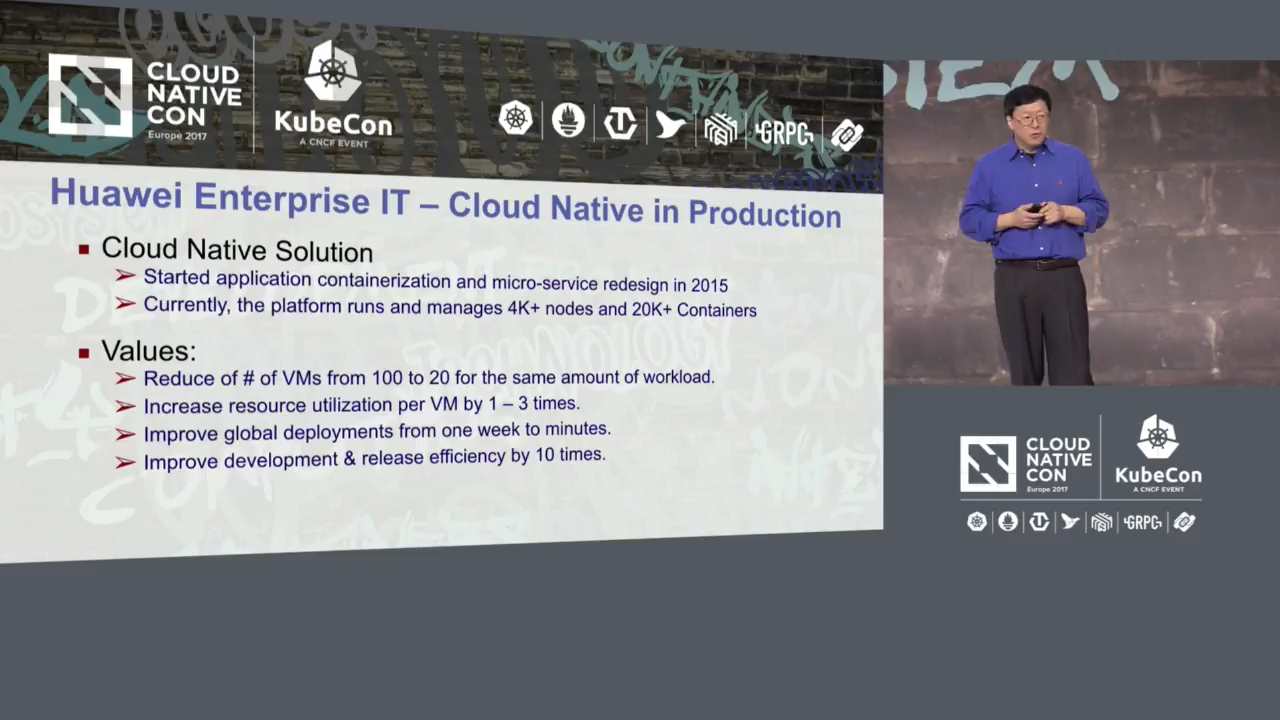 CLOUD
NATIVE
CON
Europe 2017
KubeCon
A CNCF EVENT
GRPC
Huawei Enterprise IT – Cloud Native in Production
Cloud Native Solution
Started application containerization and micro-service redesign in 2015
Currently, the platform runs and manages 4K+ nodes and 20K+ Containers
Values:
Reduce of # of VMs from 100 to 20 for the same amount of workload.
Increase resource utilization per VM by 1 – 3 times.
Improve global deployments from one week to minutes.
Improve development & release efficiency by 10 times.
CLOUD
NATIVE
CON
Europe 2017
KubeCon
A CNCF EVENT
GRPC